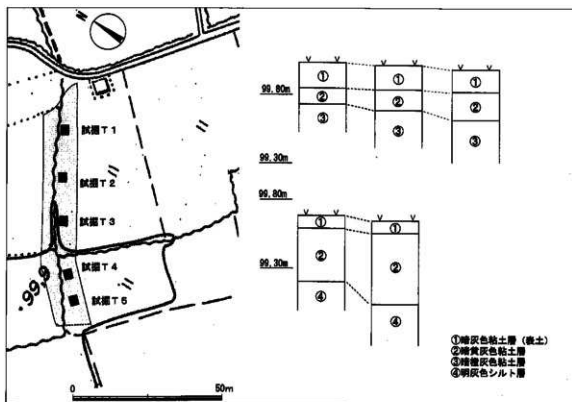 N
試掘T1
試掘T2
試掘T3
試掘T4
試掘T5
99.9
0 50m
99.80m
99.30m
① ① ①
② ② ②
③ ③ ③
99.80m
99.30m
① ①
② ②
④ ④
①暗灰色粘土層（表土）
②暗黄灰色粘土層
③暗橙色粘土層
④明灰色シルト層